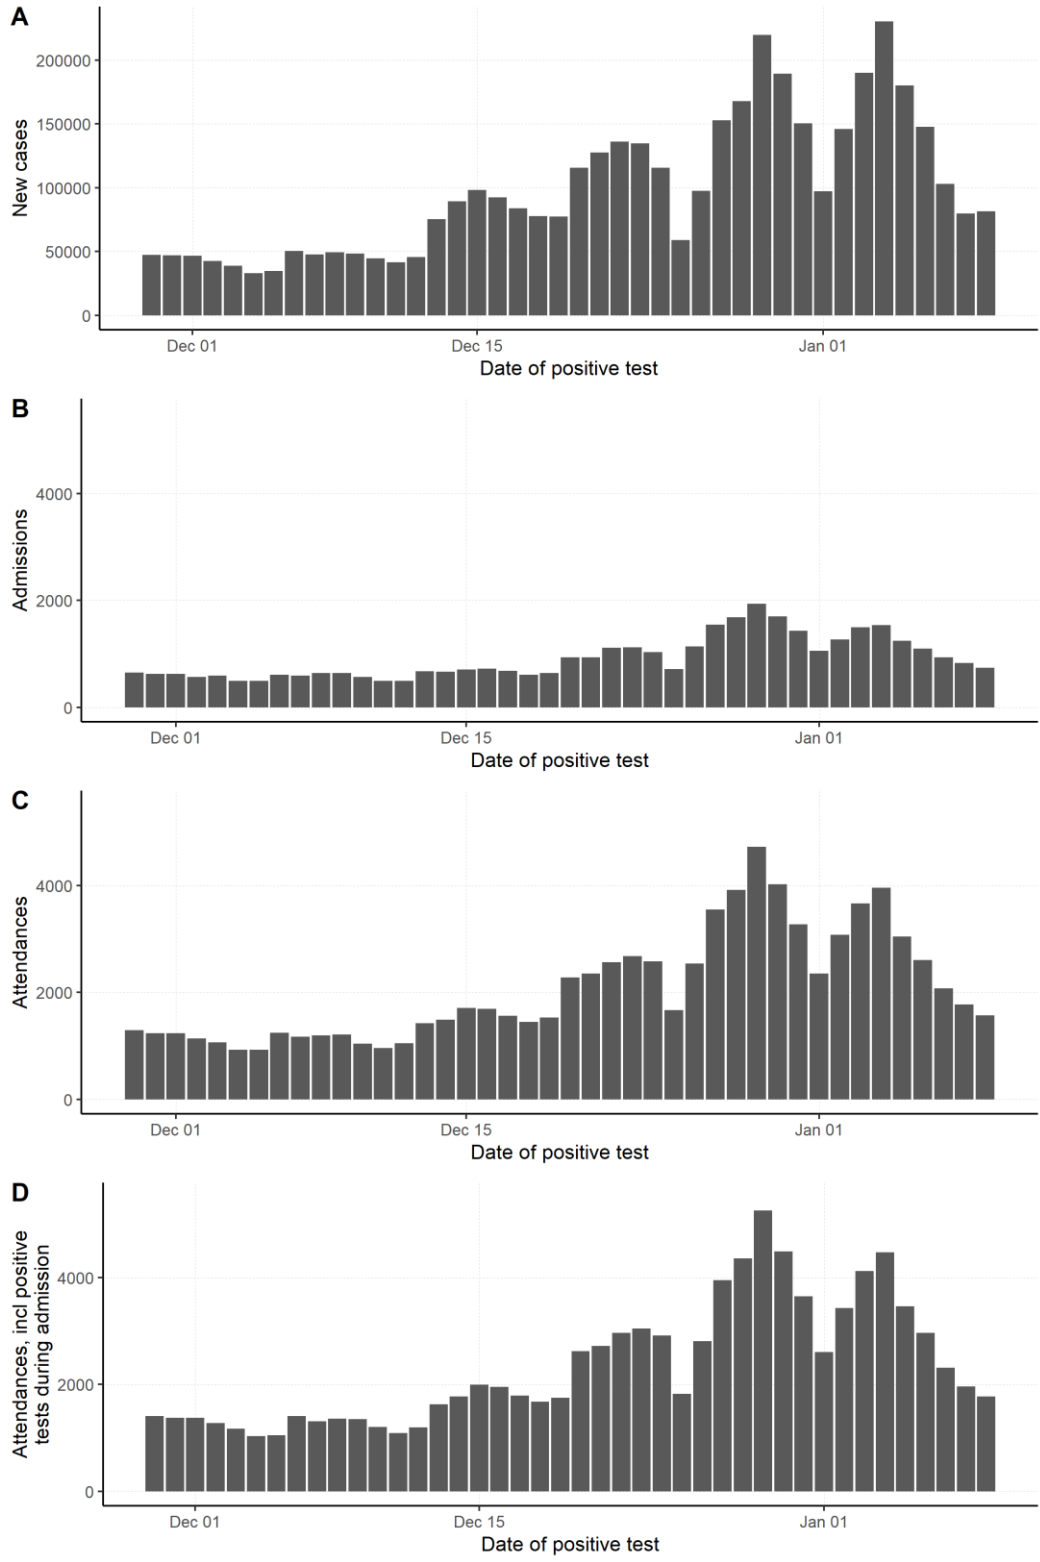 A
New cases
200000
150000
100000
50000
0
Dec 01
Dec 15
Jan 01
Date of positive test
B
Admissions
4000
2000
0
Dec 01
Dec 15
Jan 01
Date of positive test
C
Attendances
4000
2000
0
Dec 01
Dec 15
Jan 01
Date of positive test
D
Attendances, incl positive
tests during admission
4000
2000
0
Dec 01
Dec 15
Jan 01
Date of positive test